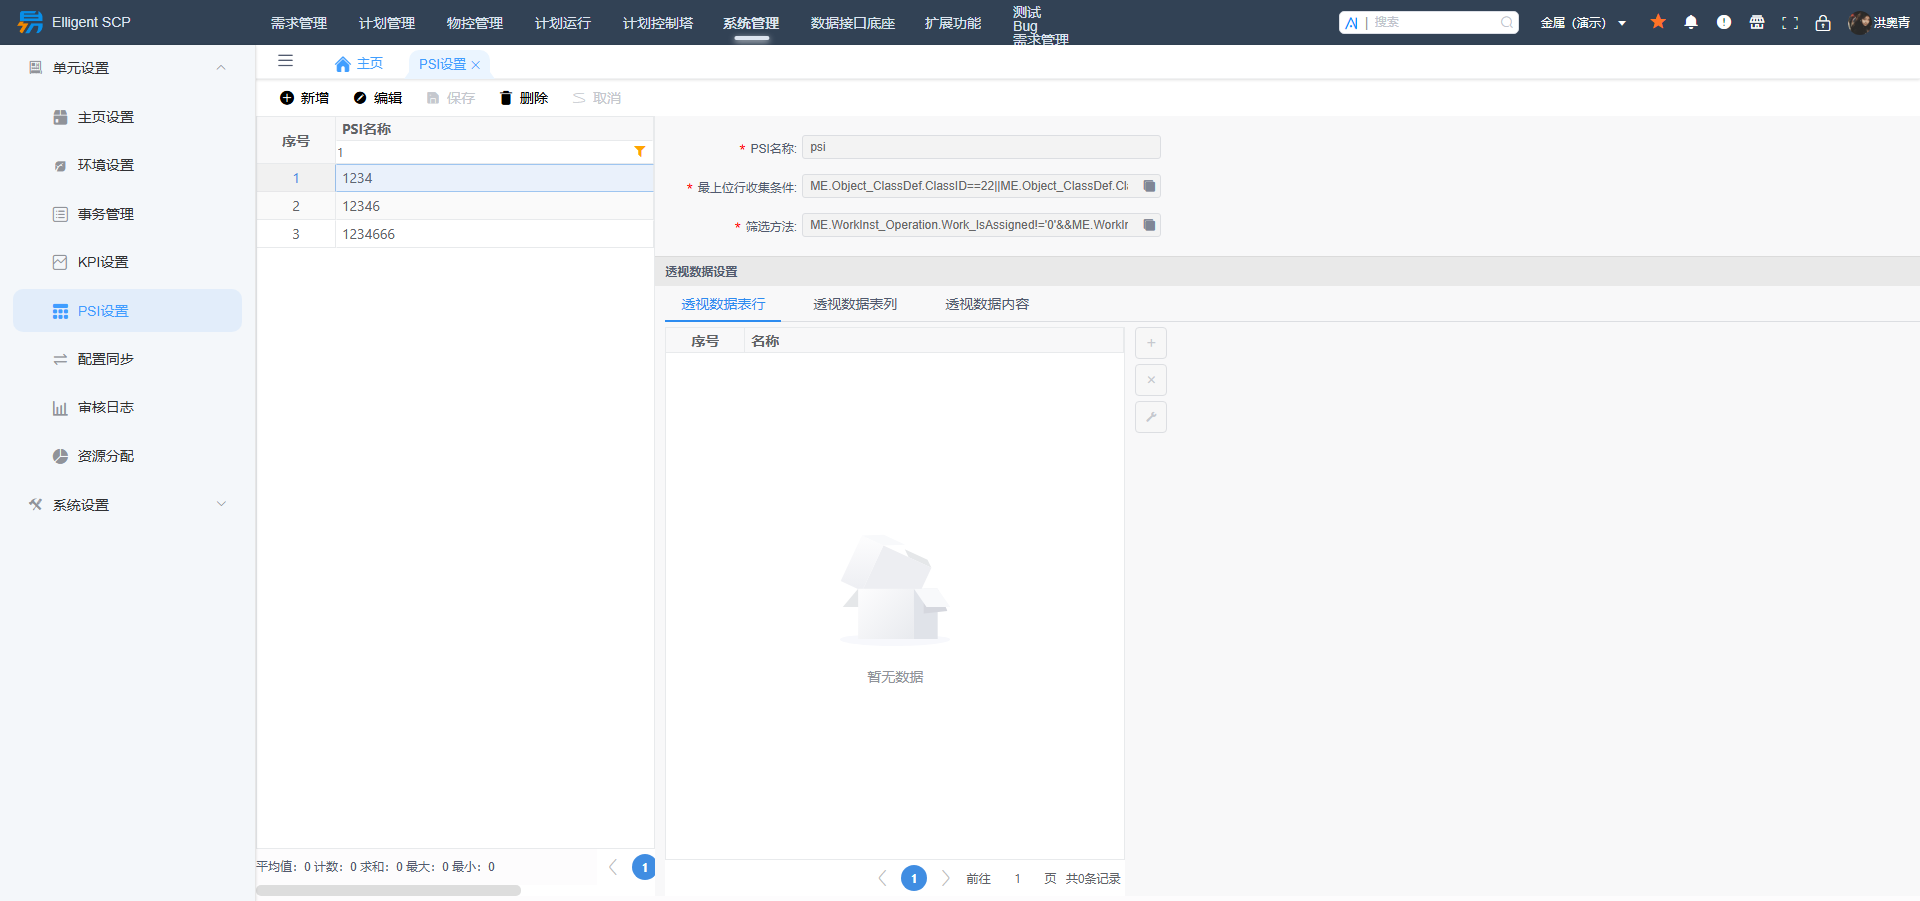 Elligent SCP
需求管理
计划管理
物控管理
计划运行
计划控制塔
系统管理
数据接口底座
扩展功能
测试
Bug
需求管理
AI | 搜索
金属（演示）
洪奥青
单元设置
主页设置
环境设置
事务管理
KPI设置
PSI设置
配置同步
审核日志
资源分配
系统设置
主页
PSI设置
新增
编辑
保存
删除
取消
序号
PSI名称
1
1 1234
2 12346
3 1234666
平均值：0 计数：0 求和：0 最大：0 最小：0
1
* PSI名称: psi
* 最上位行收集条件: ME.Object_ClassDef.ClassID==22||ME.Object_ClassDef.Cl
* 筛选方法: ME.WorkInst_Operation.Work_IsAssigned!='0'&&ME.WorkIr
透视数据设置
透视数据表行
透视数据表列
透视数据内容
序号
名称
暂无数据
1
前往 1 页 共0条记录